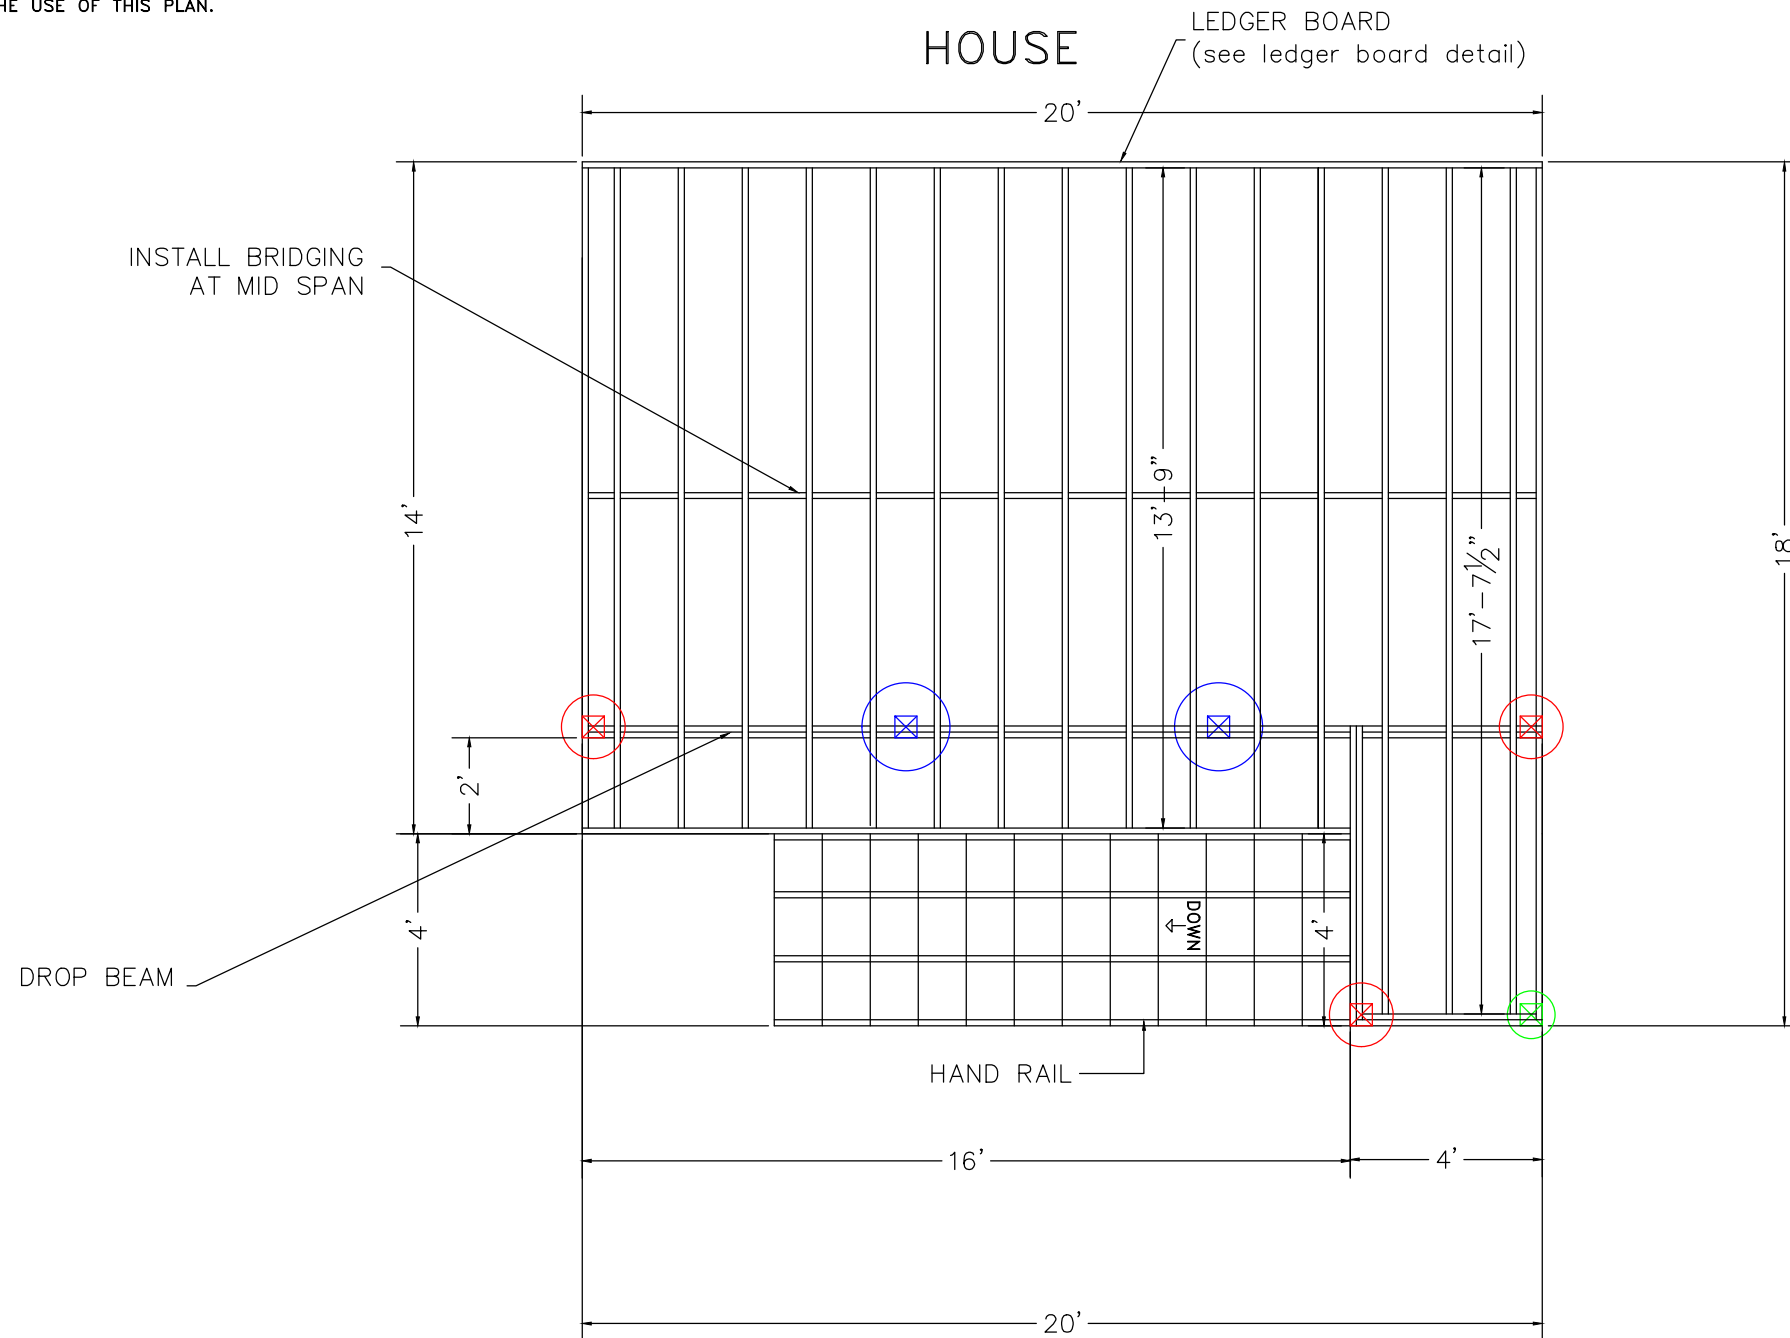 HE USE OF THIS PLAN.
HOUSE
LEDGER BOARD
(see ledger board detail)
20'
INSTALL BRIDGING
AT MID SPAN
14'
13'-9"
17'-7½"
18'
2'
4'
DOWN
4'
DROP BEAM
HAND RAIL
16'
4'
20'